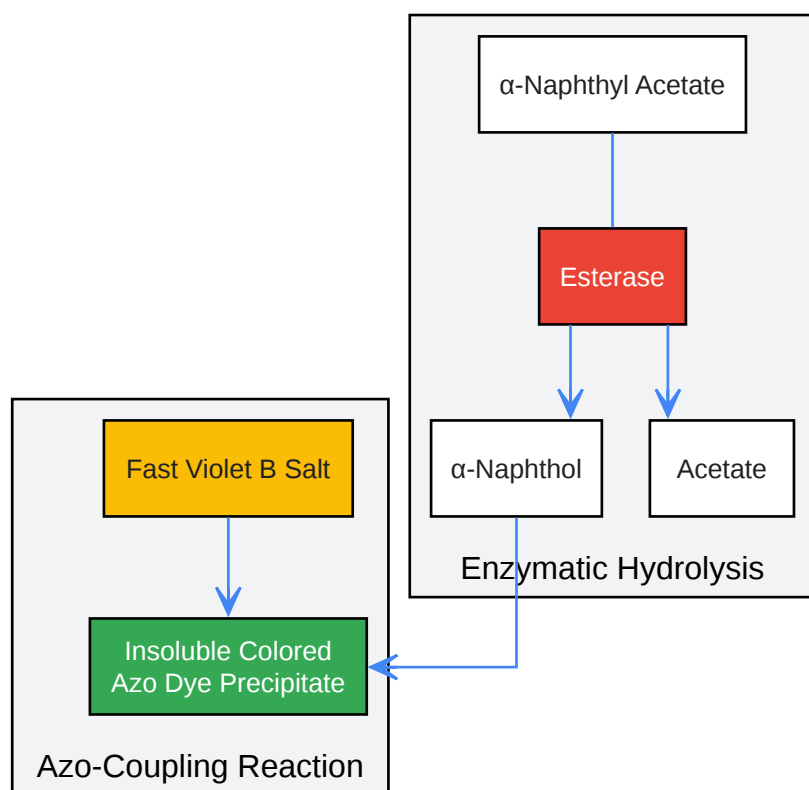 α-Naphthyl Acetate
Esterase
α-Naphthol
Acetate
Enzymatic Hydrolysis
Fast Violet B Salt
Insoluble Colored
Azo Dye Precipitate
Azo-Coupling Reaction